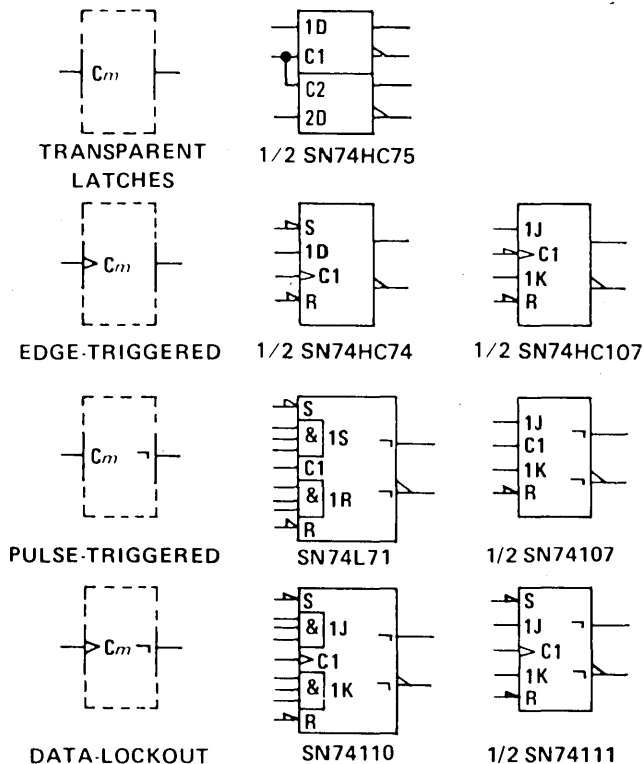 Cm
1D
C1
C2
2D
TRANSPARENT
LATCHES
1/2 SN74HC75
Cm
S
1D
C1
R
1J
C1
1K
R
EDGE-TRIGGERED
1/2 SN74HC74
1/2 SN74HC107
Cm ¬
S
& 1S
C1
& 1R
R
¬
¬
1J
C1
1K
R
¬
¬
PULSE-TRIGGERED
SN74L71
1/2 SN74107
Cm ¬
S
& 1J
C1
& 1K
R
¬
¬
S
1J
C1
1K
R
¬
¬
DATA-LOCKOUT
SN74110
1/2 SN74111